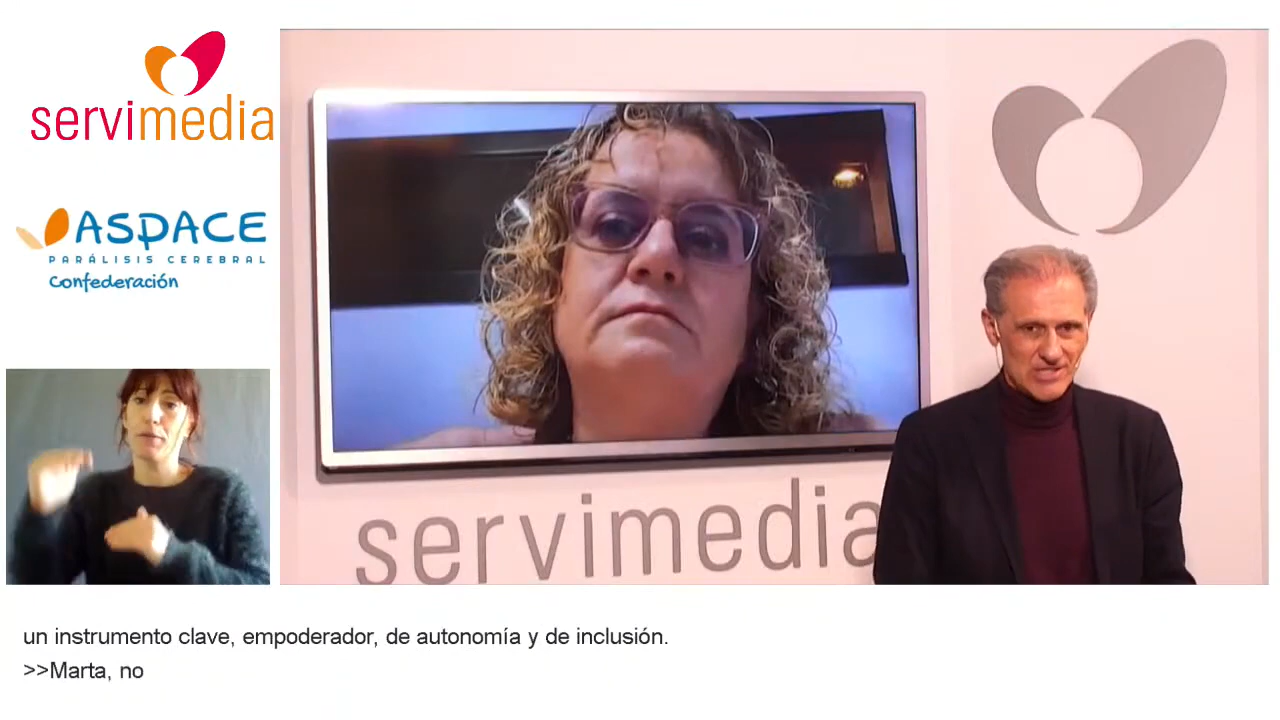 servimedia
ASPACE
PARÁLISIS CEREBRAL
Confederación
servimedia
un instrumento clave, empoderador, de autonomía y de inclusión.
>>Marta, no